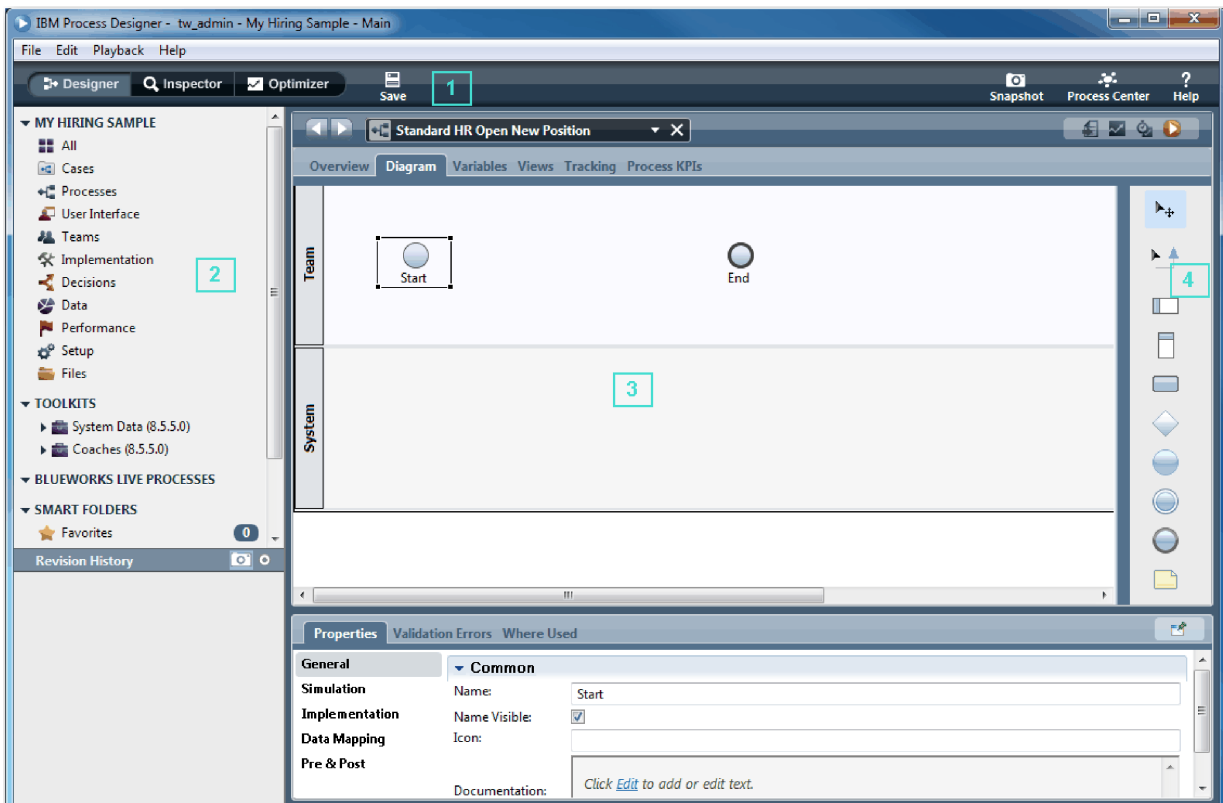 IBM Process Designer - tw_admin - My Hiring Sample - Main
File Edit Playback Help
Designer Inspector Optimizer Save 1 Snapshot Process Center Help
MY HIRING SAMPLE
All
Cases
Processes
User Interface
Teams
Implementation
2
Decisions
Data
Performance
Setup
Files
TOOLKITS
System Data (8.5.5.0)
Coaches (8.5.5.0)
BLUEWORKS LIVE PROCESSES
SMART FOLDERS
Favorites 0
Revision History
Standard HR Open New Position
Overview Diagram Variables Views Tracking Process KPIs
Team
Start
End
System
3
4
Properties Validation Errors Where Used
General
Simulation
Implementation
Data Mapping
Pre & Post
Common
Name: Start
Name Visible:
Icon:
Documentation: Click Edit to add or edit text.